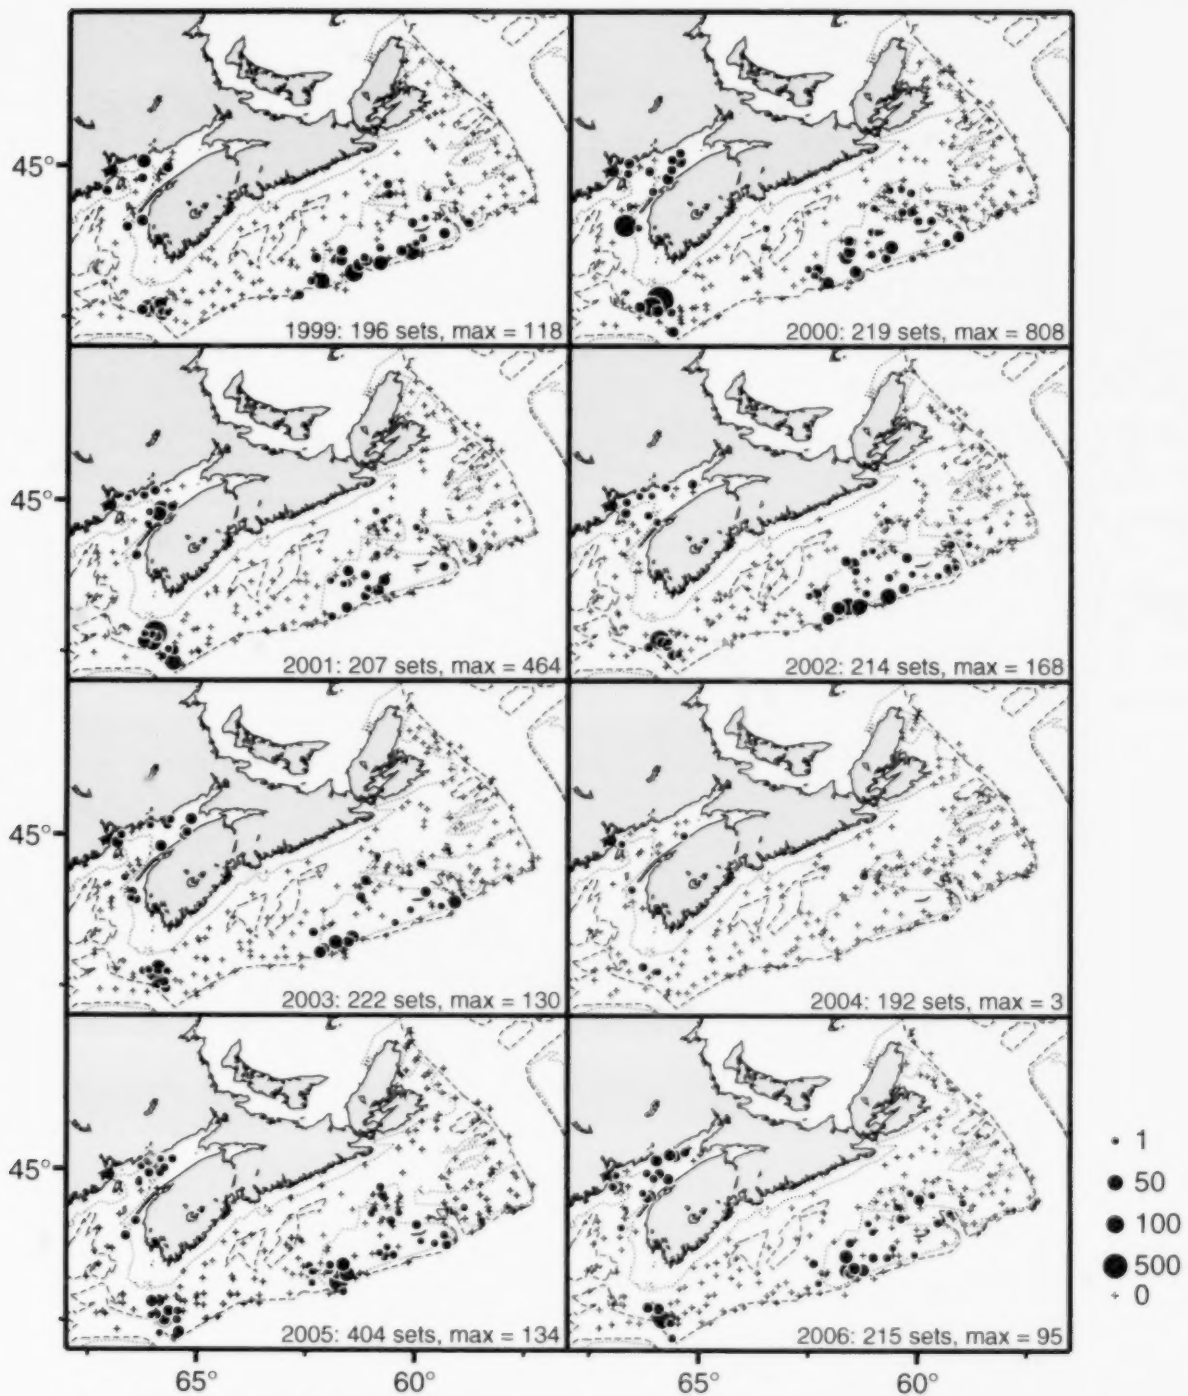 45°
1999: 196 sets, max = 118
2000: 219 sets, max = 808
45°
2001: 207 sets, max = 464
2002: 214 sets, max = 168
45°
2003: 222 sets, max = 130
2004: 192 sets, max = 3
45°
2005: 404 sets, max = 134
2006: 215 sets, max = 95
1
50
100
500
0
65°
60°
65°
60°